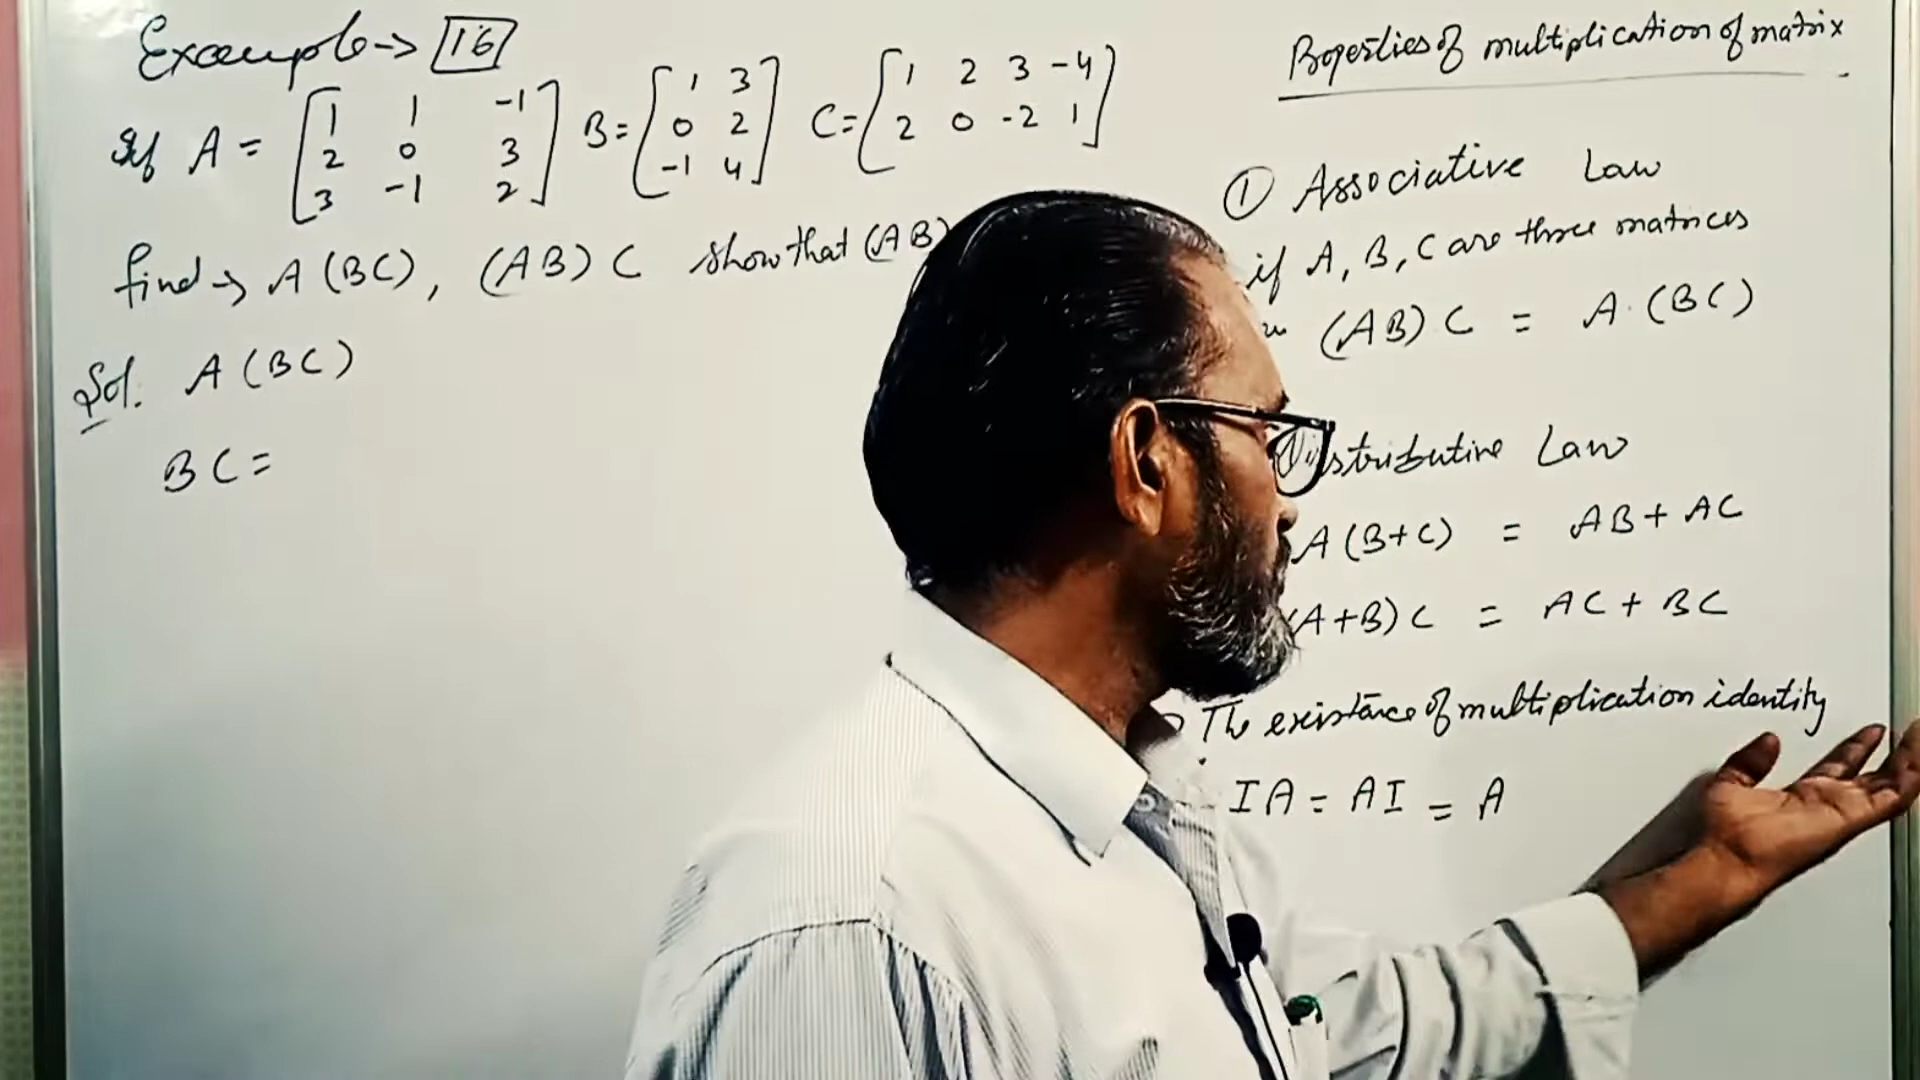 Example → 16
If A = [ 1 1 -1 ] B = [ 1 3 ] C = [ 1 2 3 -4 ]
2 0 3 0 2 2 0 -2 1
3 -1 2 -1 4
find → A (BC), (AB) C show that (AB)
Sol. A (BC)
BC =
Properties of multiplication of matrix
① Associative Law
if A, B, C are three matrices
(AB) C = A. (BC)
Distributive Law
A (B+C) = AB + AC
(A+B) C = AC + BC
The existance of multiplication identity
IA = AI = A